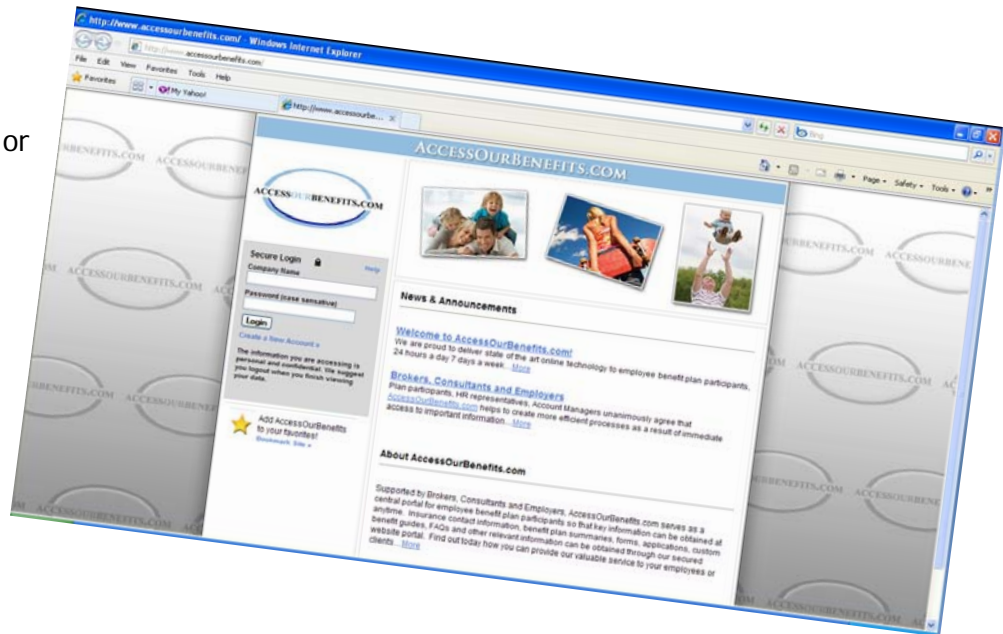 or
http://www.accessourbenefits.com/ - Windows Internet Explorer
http://www.accessourbenefits.com/
Bing
File Edit View Favorites Tools Help
Favorites
My Yahoo!
http://www.accessourbe...
Page
Safety
Tools
ACCESSOURBENEFITS.COM
ACCESSOURBENEFITS.COM
Secure Login
Help
Company Name
Password (case sensative)
Login
Create a New Account »
The information you are accessing is
personal and confidential. We suggest
you logout when you finish viewing
your data.
Add AccessOurBenefits
to your favorites!
Bookmark Site »
News & Announcements
Welcome to AccessOurBenefits.com!
We are proud to deliver state of the art online technology to employee benefit plan participants,
24 hours a day 7 days a week... More
Brokers, Consultants and Employers
Plan participants, HR representatives, Account Managers unanimously agree that
AccessOurBenefits.com helps to create more efficient processes as a result of immediate
access to important information... More
About AccessOurBenefits.com
Supported by Brokers, Consultants and Employers, AccessOurBenefits.com serves as a
central portal for employee benefit plan participants so that key information can be obtained at
anytime. Insurance contact information, benefit plan summaries, forms, applications, custom
benefit guides, FAQs and other relevant information can be obtained through our secured
website portal. Find out today how you can provide our valuable service to your employees or
clients... More